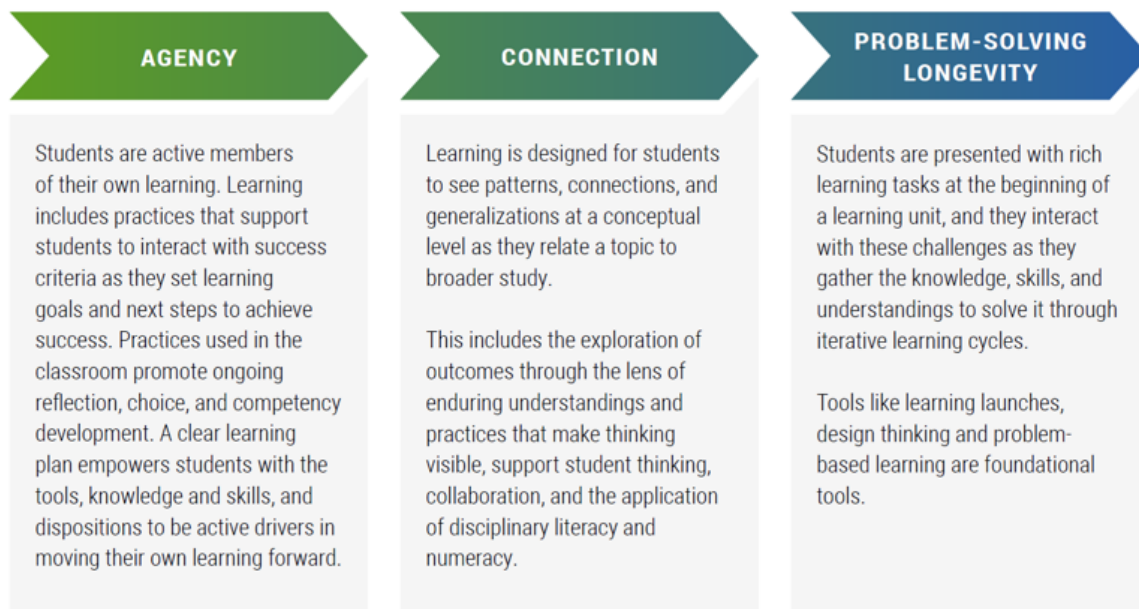 AGENCY
Students are active members
of their own learning. Learning
includes practices that support
students to interact with success
criteria as they set learning
goals and next steps to achieve
success. Practices used in the
classroom promote ongoing
reflection, choice, and competency
development. A clear learning
plan empowers students with the
tools, knowledge and skills, and
dispositions to be active drivers in
moving their own learning forward.
CONNECTION
Learning is designed for students
to see patterns, connections, and
generalizations at a conceptual
level as they relate a topic to
broader study.
This includes the exploration of
outcomes through the lens of
enduring understandings and
practices that make thinking
visible, support student thinking,
collaboration, and the application
of disciplinary literacy and
numeracy.
PROBLEM-SOLVING
LONGEVITY
Students are presented with rich
learning tasks at the beginning of
a learning unit, and they interact
with these challenges as they
gather the knowledge, skills, and
understandings to solve it through
iterative learning cycles.
Tools like learning launches,
design thinking and problem-
based learning are foundational
tools.